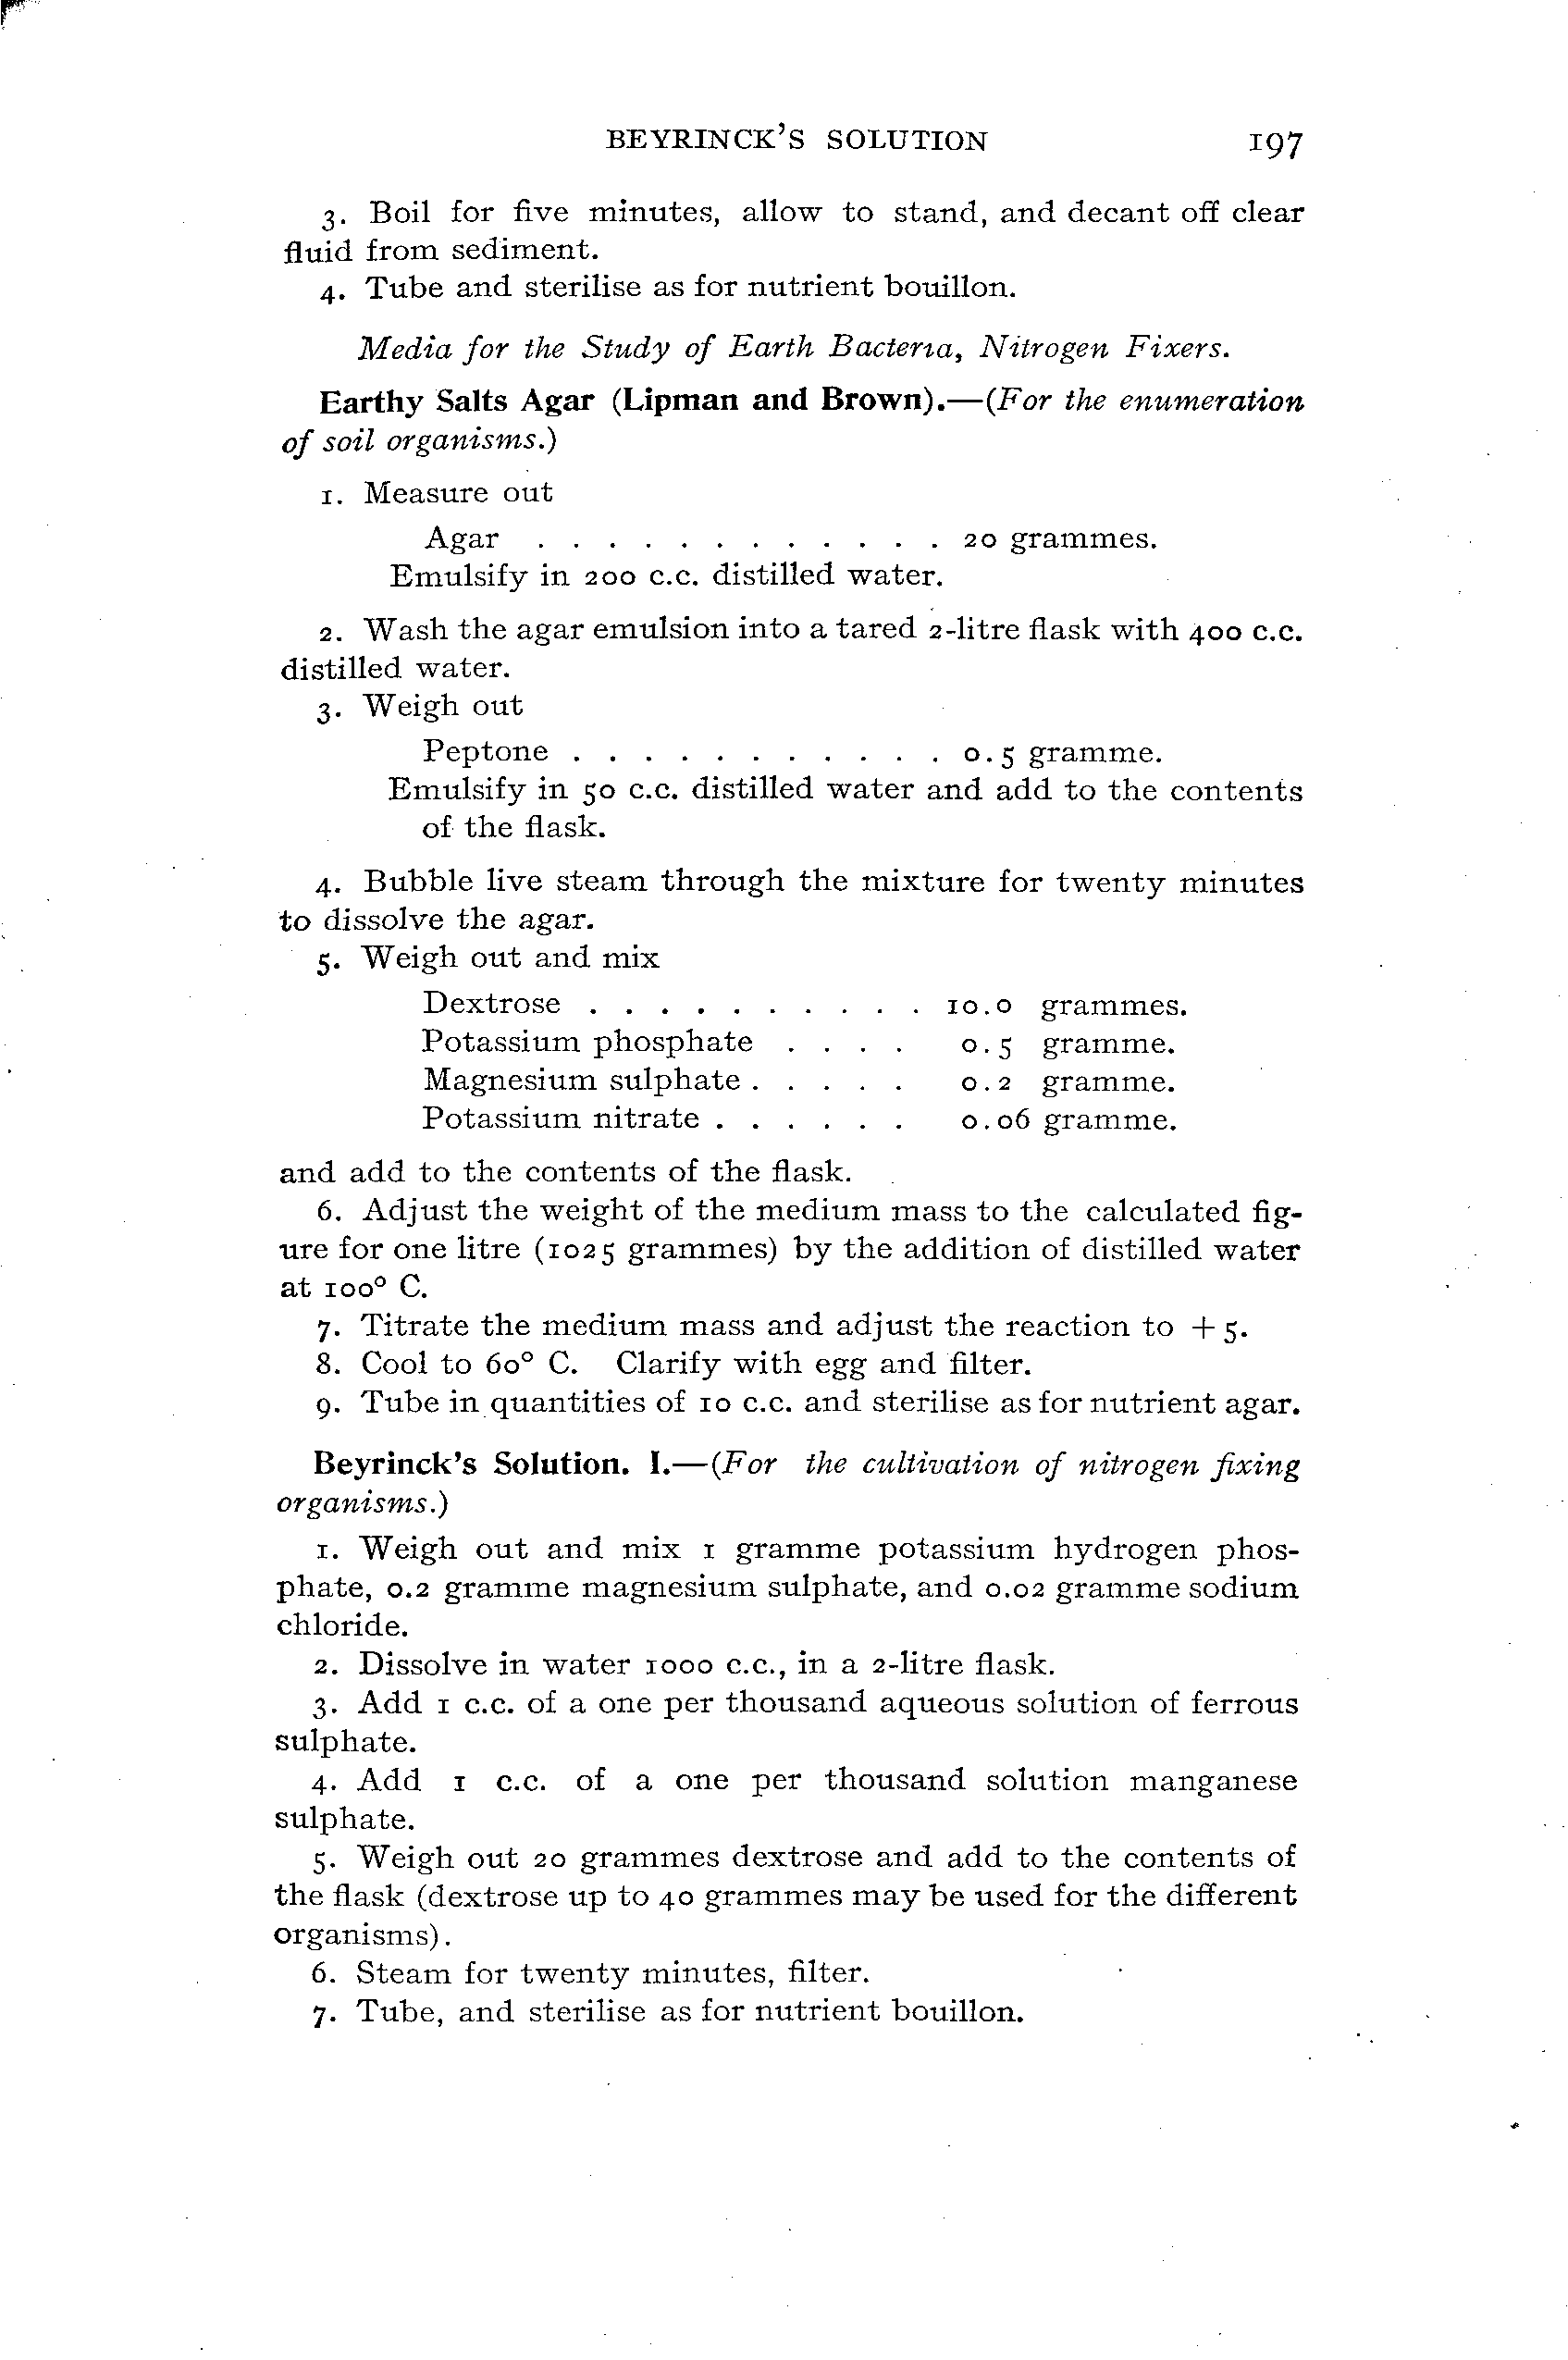 BEYRINCK'S SOLUTION 197
3. Boil for five minutes, allow to stand, and decant off clear
fluid from sediment.
4. Tube and sterilise as for nutrient bouillon.
Media for the Study of Earth Bacteria, Nitrogen Fixers.
Earthy Salts Agar (Lipman and Brown).—(For the enumeration
of soil organisms.)
1. Measure out
Agar . . . . . . . . . . . . 20 grammes.
Emulsify in 200 c.c. distilled water.
2. Wash the agar emulsion into a tared 2-litre flask with 400 c.c.
distilled water.
3. Weigh out
Peptone . . . . . . . . . . . 0.5 gramme.
Emulsify in 50 c.c. distilled water and add to the contents
of the flask.
4. Bubble live steam through the mixture for twenty minutes
to dissolve the agar.
5. Weigh out and mix
Dextrose . . . . . . . . . . 10.0 grammes.
Potassium phosphate . . . . 0.5 gramme.
Magnesium sulphate . . . . . 0.2 gramme.
Potassium nitrate . . . . . . 0.06 gramme.
and add to the contents of the flask.
6. Adjust the weight of the medium mass to the calculated fig-
ure for one litre (1025 grammes) by the addition of distilled water
at 100° C.
7. Titrate the medium mass and adjust the reaction to +5.
8. Cool to 60° C. Clarify with egg and filter.
9. Tube in quantities of 10 c.c. and sterilise as for nutrient agar.
Beyrinck's Solution. I.—(For the cultivation of nitrogen fixing
organisms.)
1. Weigh out and mix 1 gramme potassium hydrogen phos-
phate, 0.2 gramme magnesium sulphate, and 0.02 gramme sodium
chloride.
2. Dissolve in water 1000 c.c., in a 2-litre flask.
3. Add 1 c.c. of a one per thousand aqueous solution of ferrous
sulphate.
4. Add 1 c.c. of a one per thousand solution manganese
sulphate.
5. Weigh out 20 grammes dextrose and add to the contents of
the flask (dextrose up to 40 grammes may be used for the different
organisms).
6. Steam for twenty minutes, filter.
7. Tube, and sterilise as for nutrient bouillon.